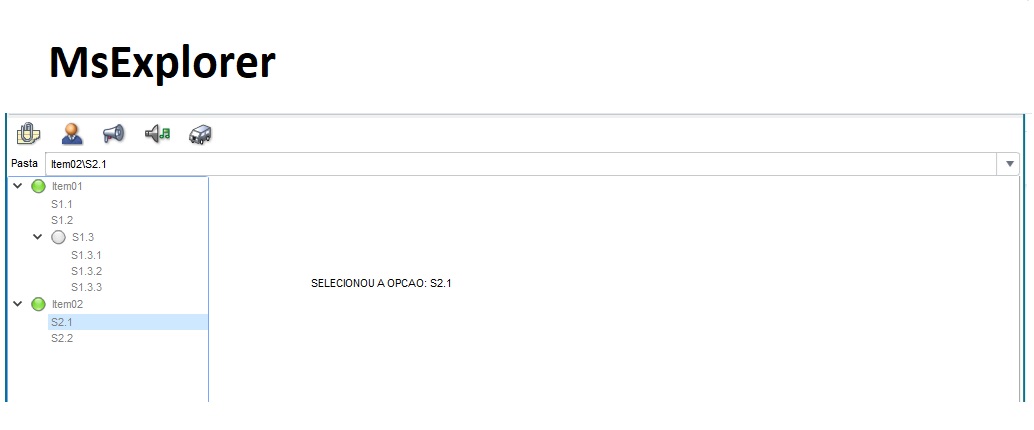 MsExplorer
Pasta Item02\S2.1
Item01
S1.1
S1.2
S1.3
S1.3.1
S1.3.2
S1.3.3
SELECIONOU A OPCAO: S2.1
Item02
S2.1
S2.2